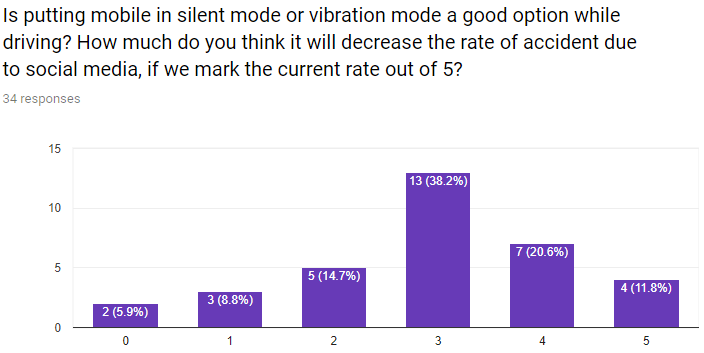 Is putting mobile in silent mode or vibration mode a good option while
driving? How much do you think it will decrease the rate of accident due
to social media, if we mark the current rate out of 5?
34 responses
15
10
5
0
2 (5.9%)
3 (8.8%)
5 (14.7%)
13 (38.2%)
7 (20.6%)
4 (11.8%)
0 1 2 3 4 5